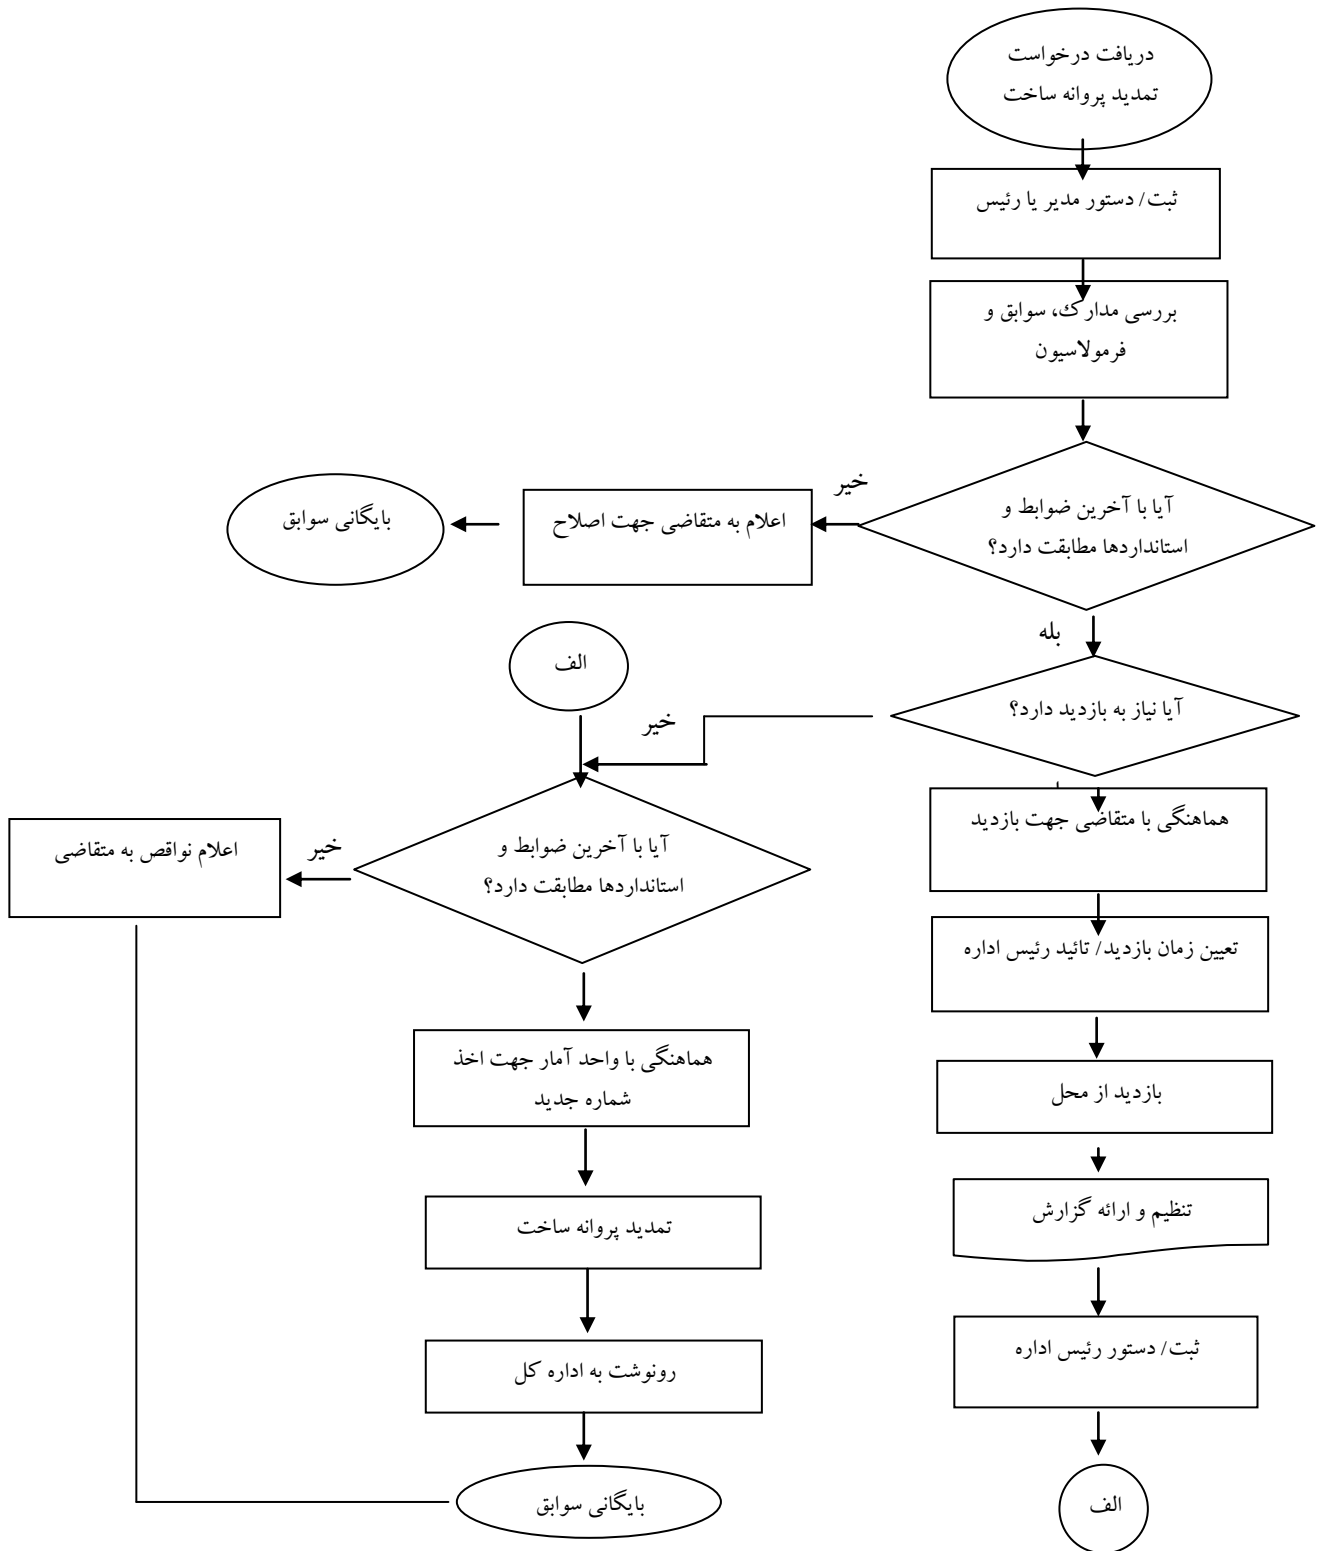 دریافت درخواست
تمدید پروانه ساخت
ثبت/ دستور مدیر یا رئیس
بررسی مدارک، سوابق و
فرمولاسیون
آیا با آخرین ضوابط و
استانداردها مطابقت دارد؟
خیر
اعلام به متقاضی جهت اصلاح
بایگانی سوابق
بله
آیا نیاز به بازدید دارد؟
خیر
هماهنگی با متقاضی جهت بازدید
تعیین زمان بازدید/ تائید رئیس اداره
بازدید از محل
تنظیم و ارائه گزارش
ثبت/ دستور رئیس اداره
الف
الف
آیا با آخرین ضوابط و
استانداردها مطابقت دارد؟
خیر
اعلام نواقص به متقاضی
هماهنگی با واحد آمار جهت اخذ
شماره جدید
تمدید پروانه ساخت
رونوشت به اداره کل
بایگانی سوابق